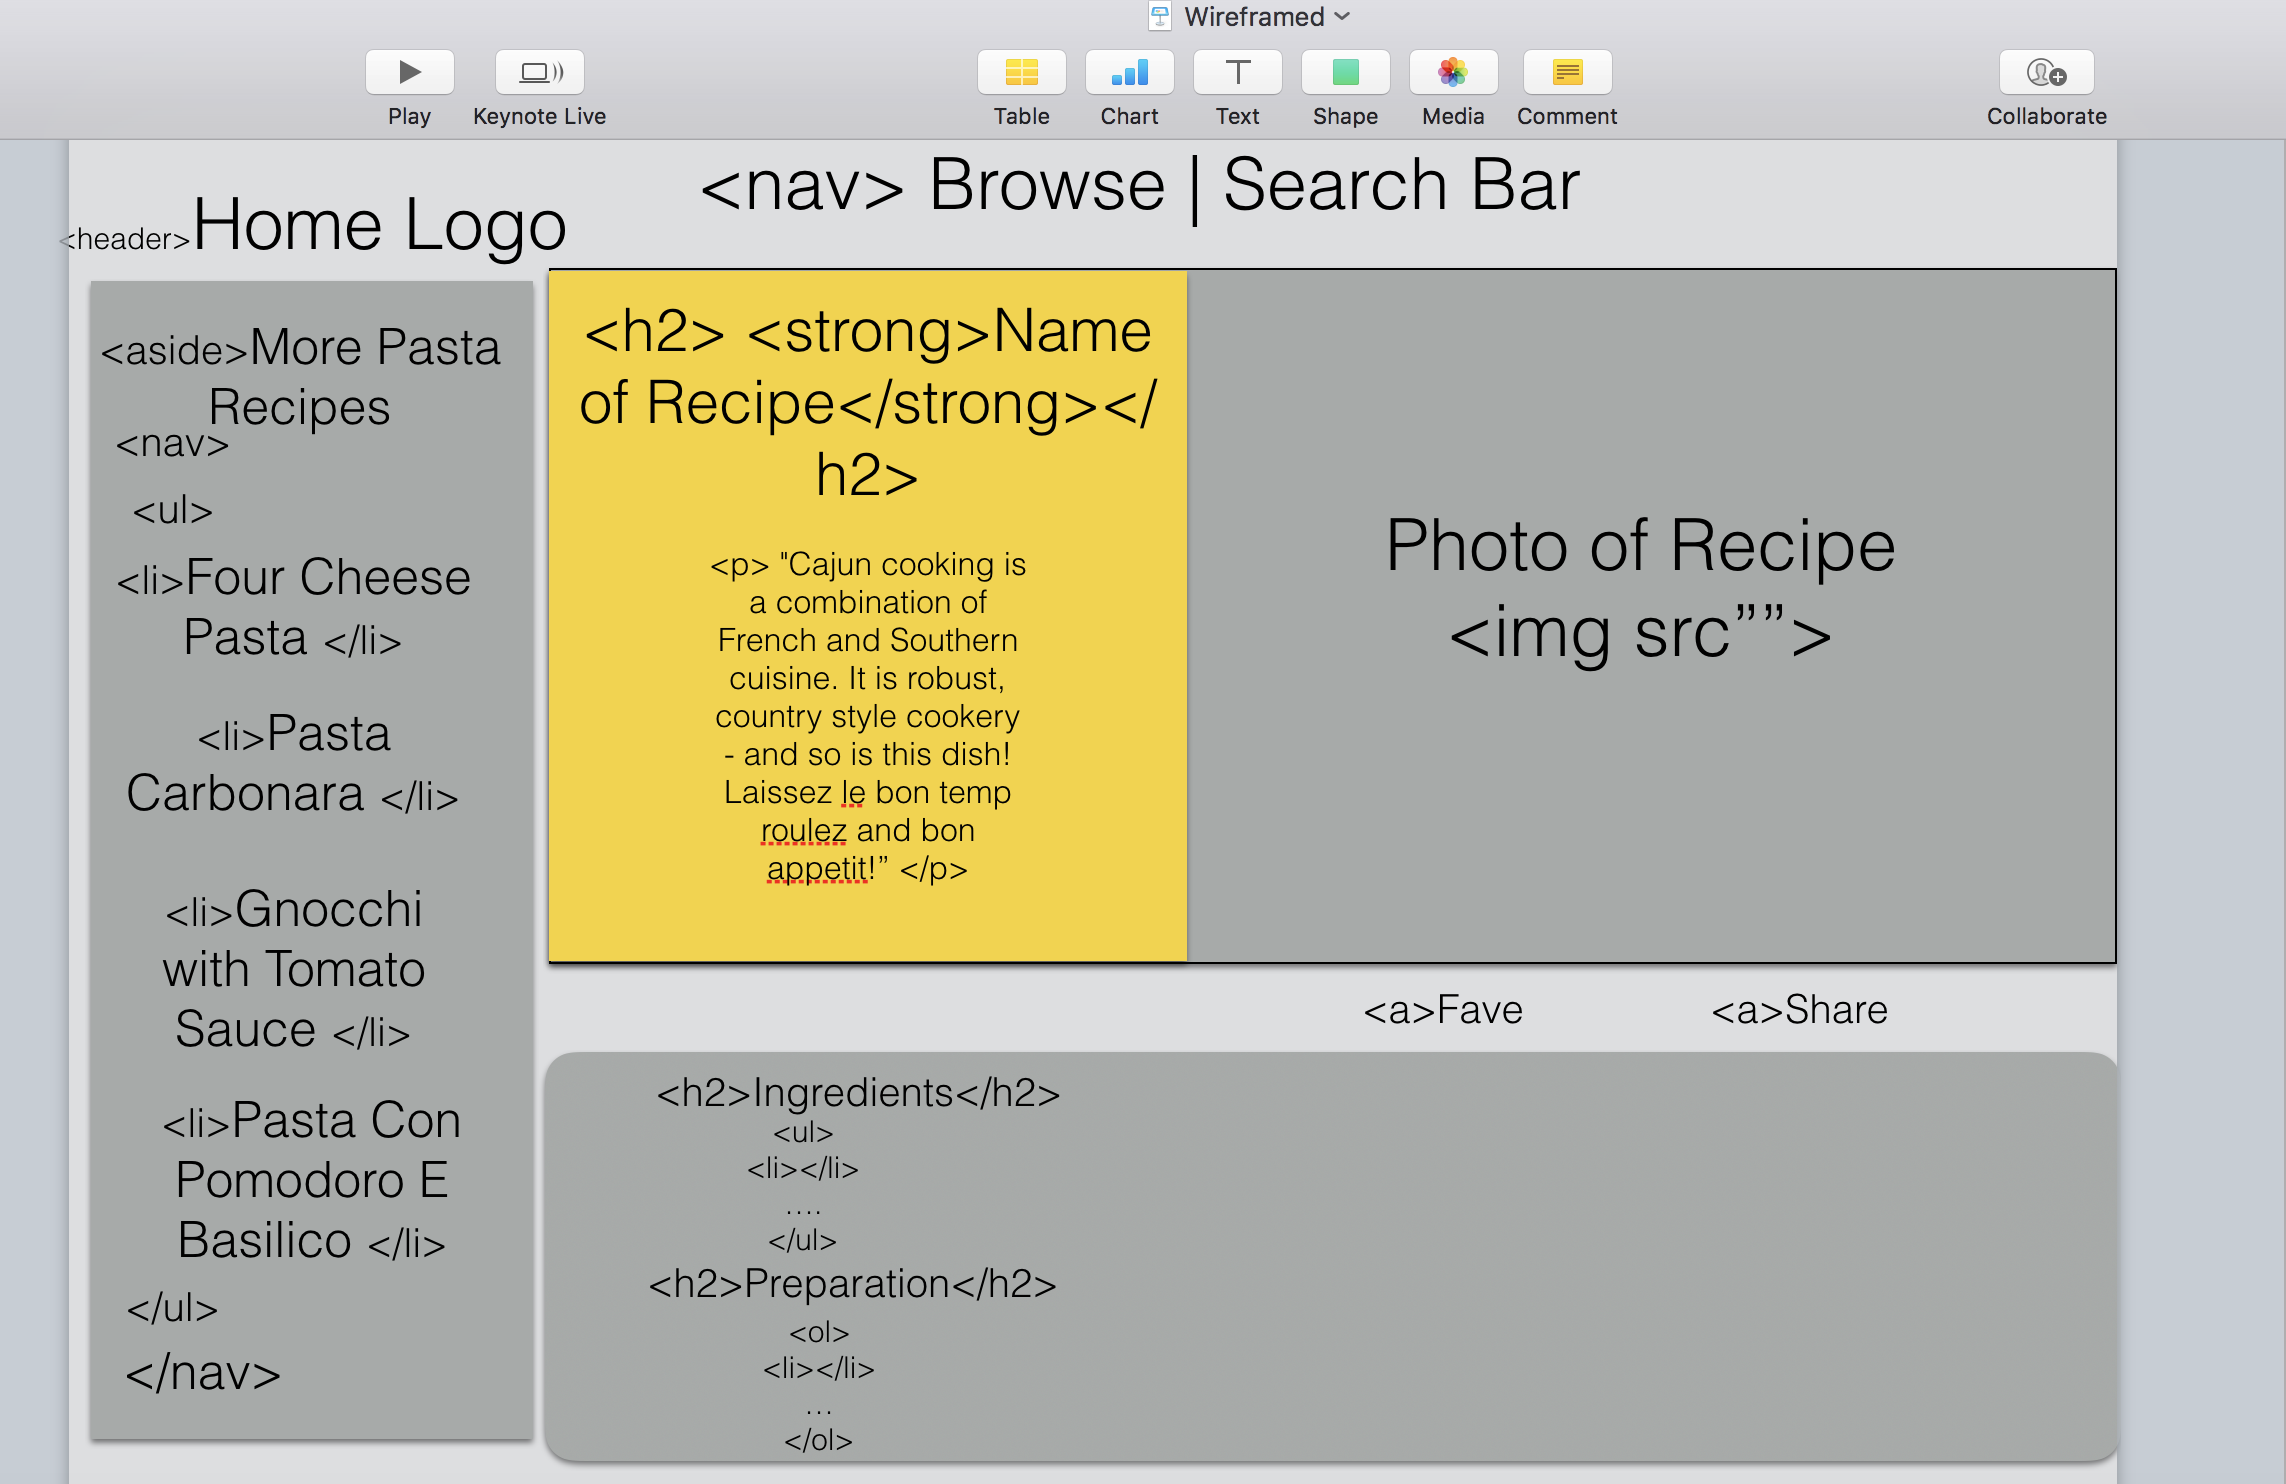 Wireframed
Play
Keynote Live
Table
Chart
Text
Shape
Media
Comment
Collaborate
<nav> Browse | Search Bar
<header>Home Logo
<aside>More Pasta
Recipes
<nav>
<ul>
<li>Four Cheese
Pasta </li>
<li>Pasta
Carbonara </li>
<li>Gnocchi
with Tomato
Sauce </li>
<li>Pasta Con
Pomodoro E
Basilico </li>
</ul>
</nav>
<h2> <strong>Name
of Recipe</strong></
h2>
<p> "Cajun cooking is
a combination of
French and Southern
cuisine. It is robust,
country style cookery
- and so is this dish!
Laissez le bon temp
roulez and bon
appetit!” </p>
Photo of Recipe
<img src””>
<a>Fave
<a>Share
<h2>Ingredients</h2>
<ul>
<li></li>
....
</ul>
<h2>Preparation</h2>
<ol>
<li></li>
...
</ol>